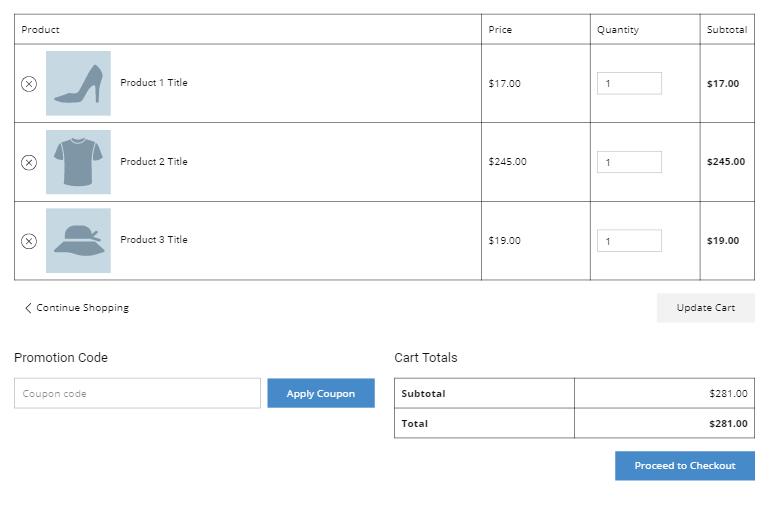 Product Price Quantity Subtotal
Product 1 Title $17.00 1 $17.00
Product 2 Title $245.00 1 $245.00
Product 3 Title $19.00 1 $19.00
Continue Shopping Update Cart
Promotion Code Cart Totals
Coupon code Apply Coupon Subtotal $281.00
Total $281.00
Proceed to Checkout